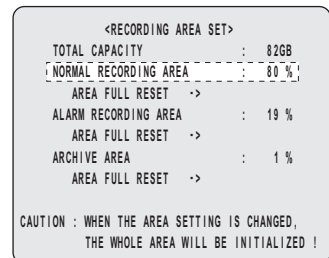 <RECORDING AREA SET>
TOTAL CAPACITY : 82GB
NORMAL RECORDING AREA : 80 %
AREA FULL RESET ->
ALARM RECORDING AREA : 19 %
AREA FULL RESET ->
ARCHIVE AREA : 1 %
AREA FULL RESET ->
CAUTION : WHEN THE AREA SETTING IS CHANGED,
THE WHOLE AREA WILL BE INITIALIZED !